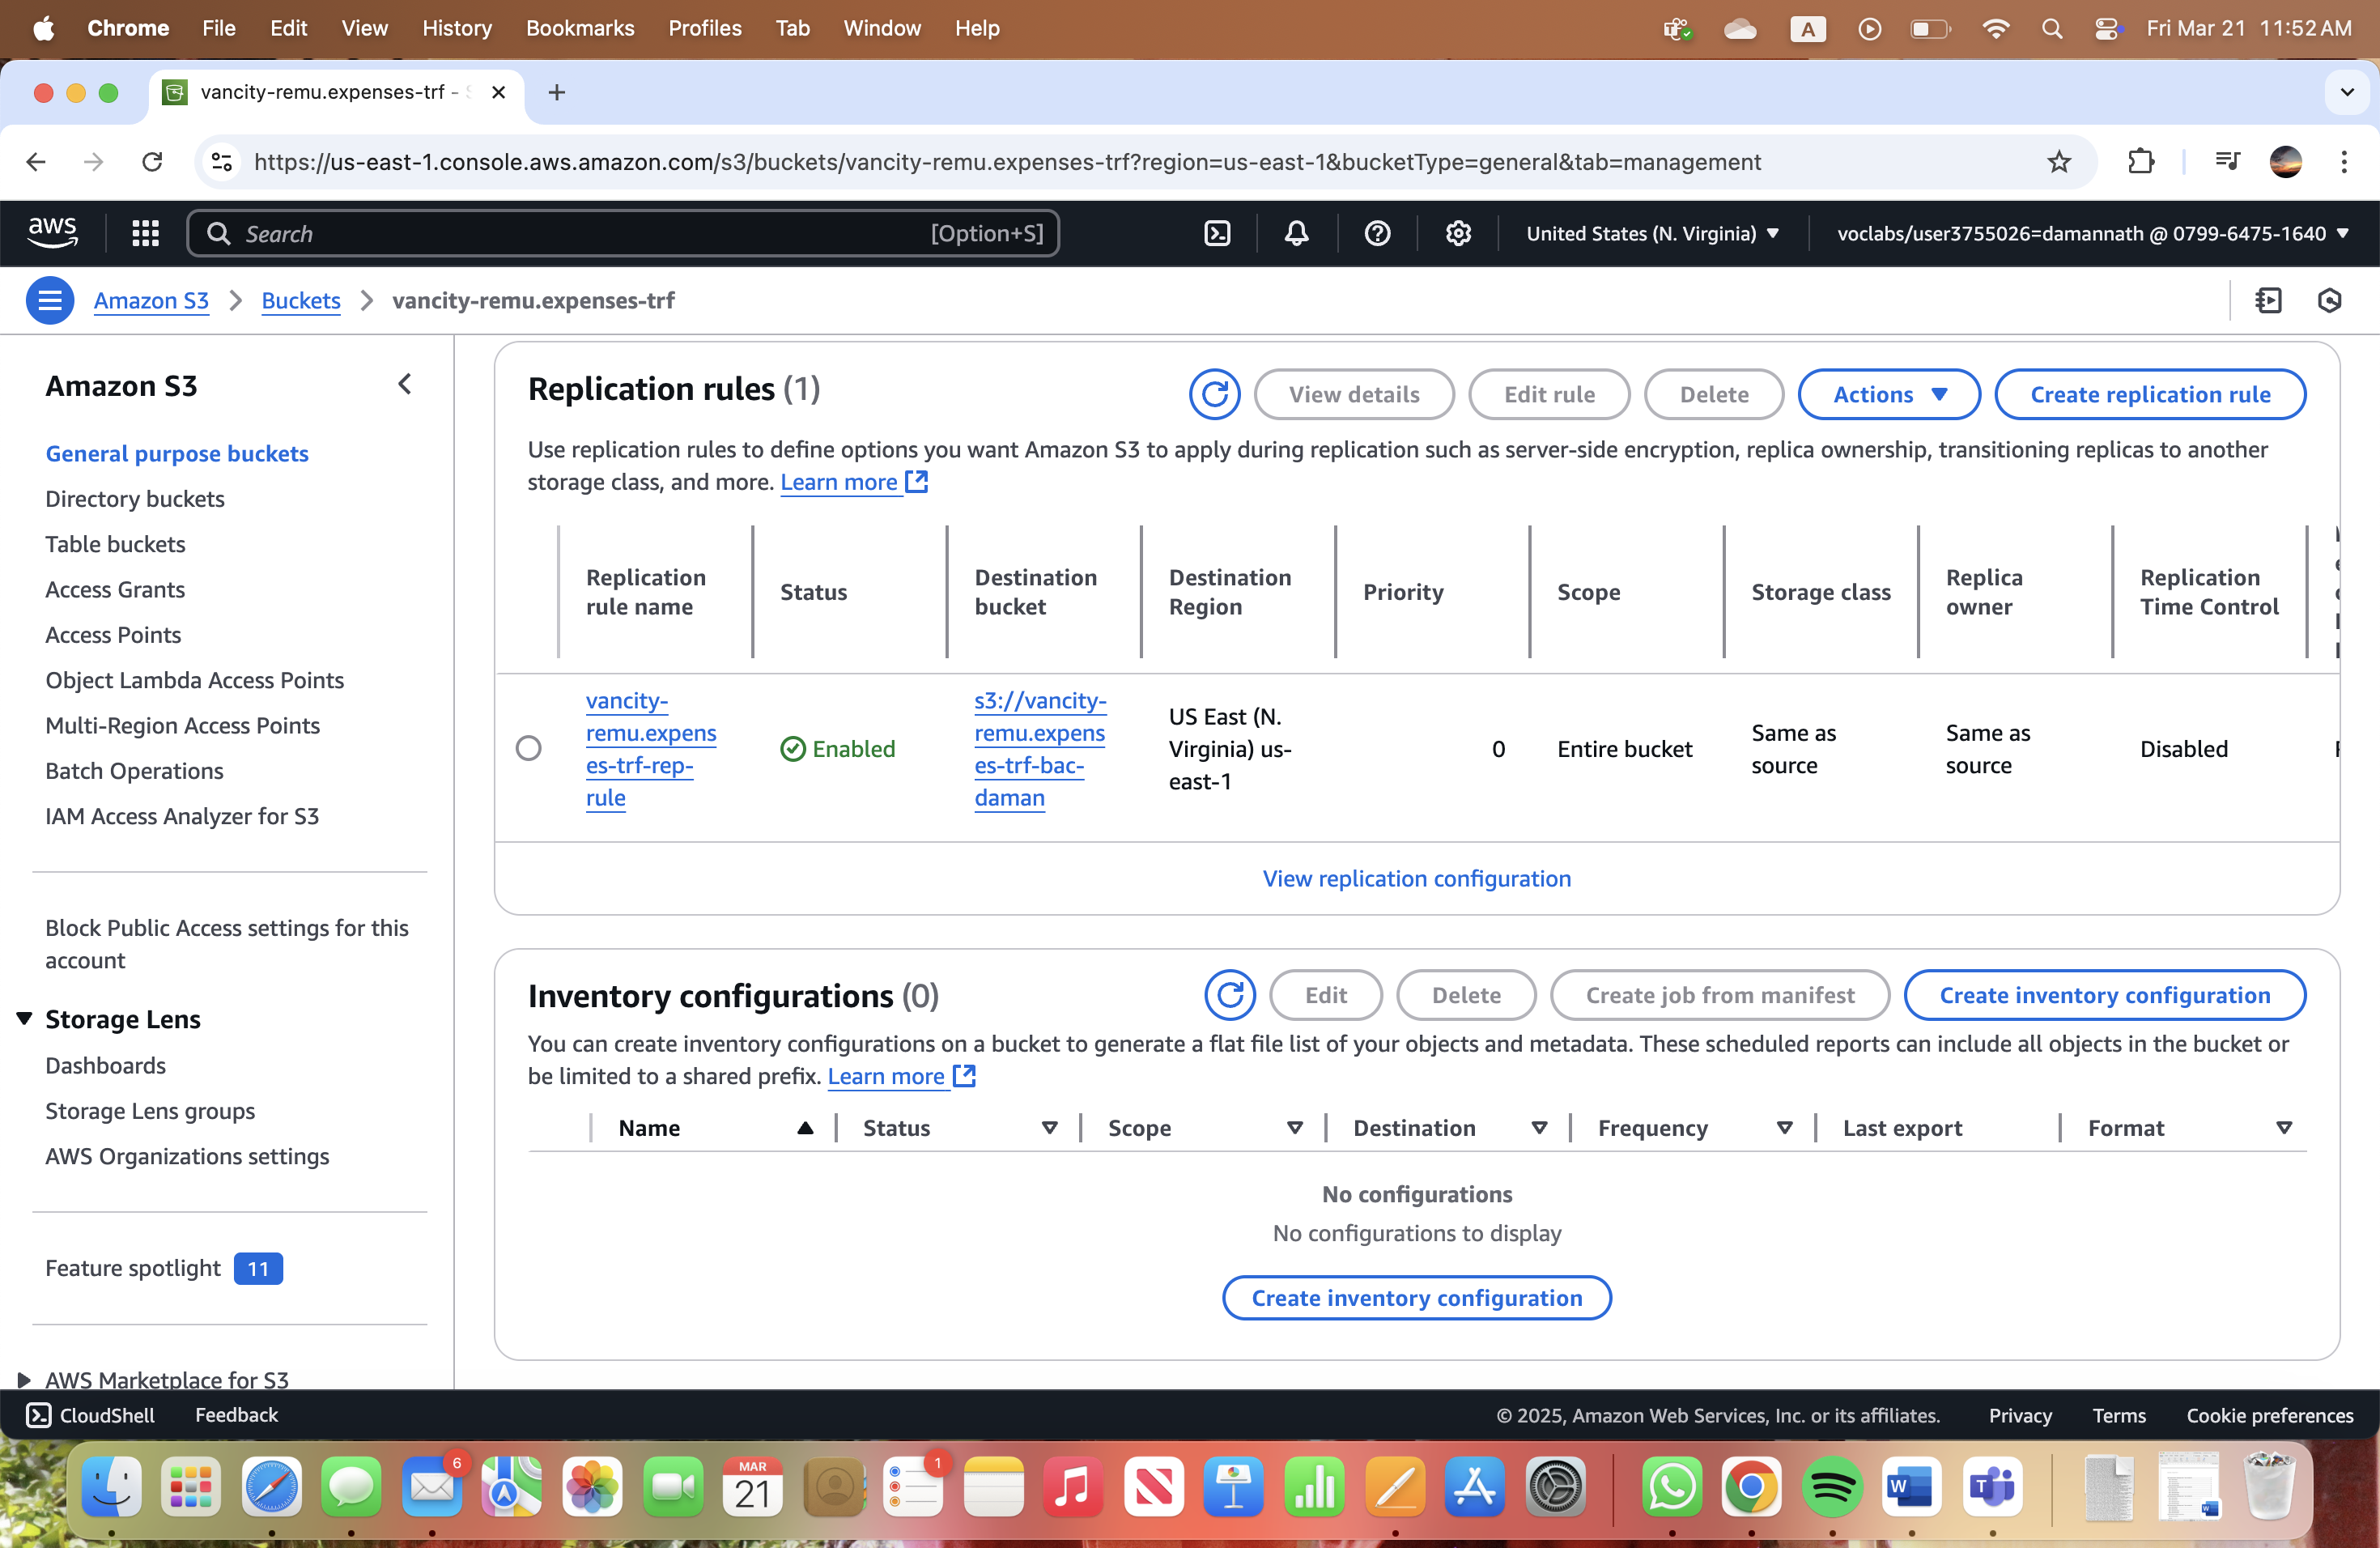 Chrome File Edit View History Bookmarks Profiles Tab Window Help A Fri Mar 21 11:52 AM
vancity-remu.expenses-trf -
https://us-east-1.console.aws.amazon.com/s3/buckets/vancity-remu.expenses-trf?region=us-east-1&bucketType=general&tab=management
aws Search [Option+S] United States (N. Virginia) voclabs/user3755026=damannath @ 0799-6475-1640
Amazon S3 > Buckets > vancity-remu.expenses-trf
Amazon S3
General purpose buckets
Directory buckets
Table buckets
Access Grants
Access Points
Object Lambda Access Points
Multi-Region Access Points
Batch Operations
IAM Access Analyzer for S3
Block Public Access settings for this
account
Storage Lens
Dashboards
Storage Lens groups
AWS Organizations settings
Feature spotlight 11
AWS Marketplace for S3
Replication rules (1)
View details Edit rule Delete Actions Create replication rule
Use replication rules to define options you want Amazon S3 to apply during replication such as server-side encryption, replica ownership, transitioning replicas to another
storage class, and more. Learn more
Replication
rule name
Status
Destination
bucket
Destination
Region
Priority
Scope
Storage class
Replica
owner
Replication
Time Control
vancity-
remu.expens
es-trf-rep-
rule
Enabled
s3://vancity-
remu.expens
es-trf-bac-
daman
US East (N.
Virginia) us-
east-1
0
Entire bucket
Same as
source
Same as
source
Disabled
View replication configuration
Inventory configurations (0)
Edit Delete Create job from manifest Create inventory configuration
You can create inventory configurations on a bucket to generate a flat file list of your objects and metadata. These scheduled reports can include all objects in the bucket or
be limited to a shared prefix. Learn more
Name Status Scope Destination Frequency Last export Format
No configurations
No configurations to display
Create inventory configuration
CloudShell Feedback © 2025, Amazon Web Services, Inc. or its affiliates. Privacy Terms Cookie preferences
6
MAR
21
1
W
T